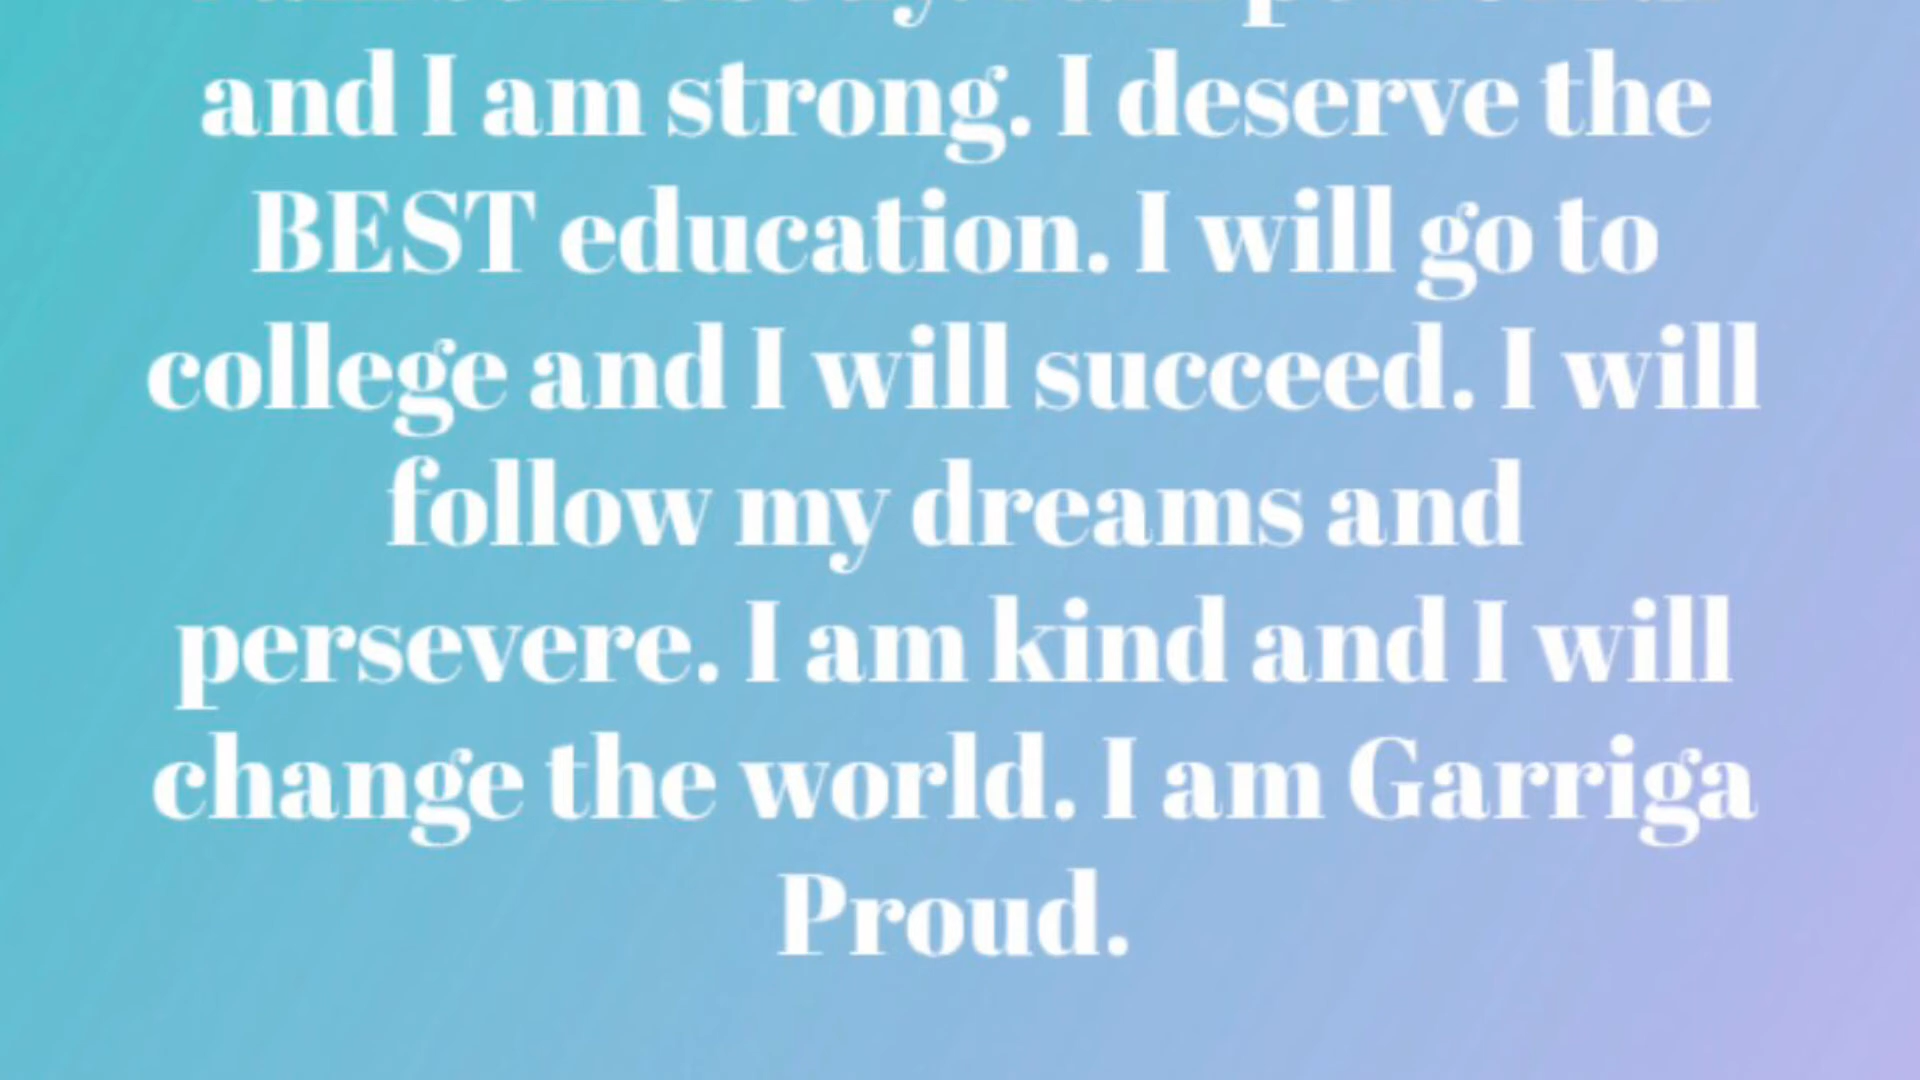 and I am strong. I deserve the
BEST education. I will go to
college and I will succeed. I will
follow my dreams and
persevere. I am kind and I will
change the world. I am Garriga
Proud.